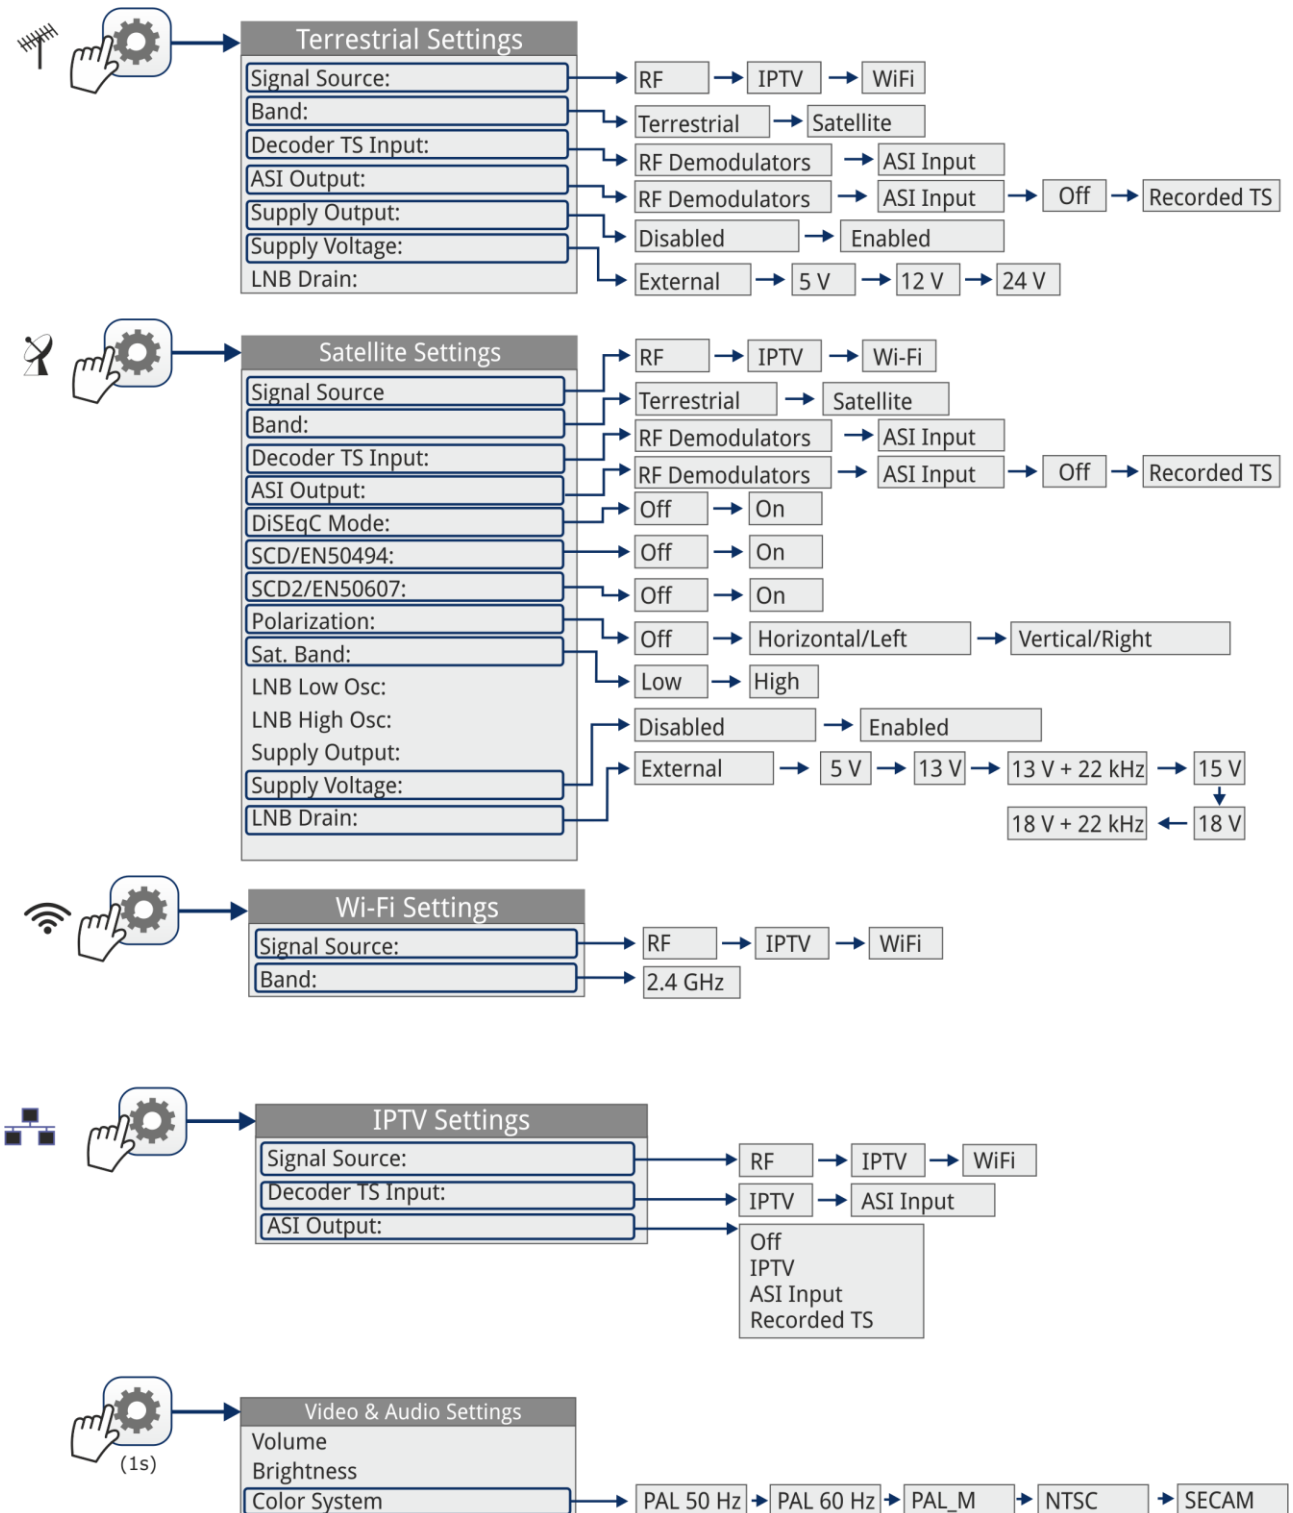 Terrestrial Settings
Signal Source:
RF
IPTV
WiFi
Band:
Terrestrial
Satellite
Decoder TS Input:
RF Demodulators
ASI Input
ASI Output:
RF Demodulators
ASI Input
Off
Recorded TS
Supply Output:
Disabled
Enabled
Supply Voltage:
External
5 V
12 V
24 V
LNB Drain:
Satellite Settings
Signal Source
RF
IPTV
Wi-Fi
Band:
Terrestrial
Satellite
Decoder TS Input:
RF Demodulators
ASI Input
ASI Output:
RF Demodulators
ASI Input
Off
Recorded TS
DiSEqC Mode:
Off
On
SCD/EN50494:
Off
On
SCD2/EN50607:
Off
On
Polarization:
Off
Horizontal/Left
Vertical/Right
Sat. Band:
Low
High
LNB Low Osc:
LNB High Osc:
Supply Output:
Supply Voltage:
Disabled
Enabled
LNB Drain:
External
5 V
13 V
13 V + 22 kHz
15 V
18 V
18 V + 22 kHz
Wi-Fi Settings
Signal Source:
RF
IPTV
WiFi
Band:
2.4 GHz
IPTV Settings
Signal Source:
RF
IPTV
WiFi
Decoder TS Input:
IPTV
ASI Input
ASI Output:
Off
IPTV
ASI Input
Recorded TS
(1s)
Video & Audio Settings
Volume
Brightness
Color System
PAL 50 Hz
PAL 60 Hz
PAL_M
NTSC
SECAM